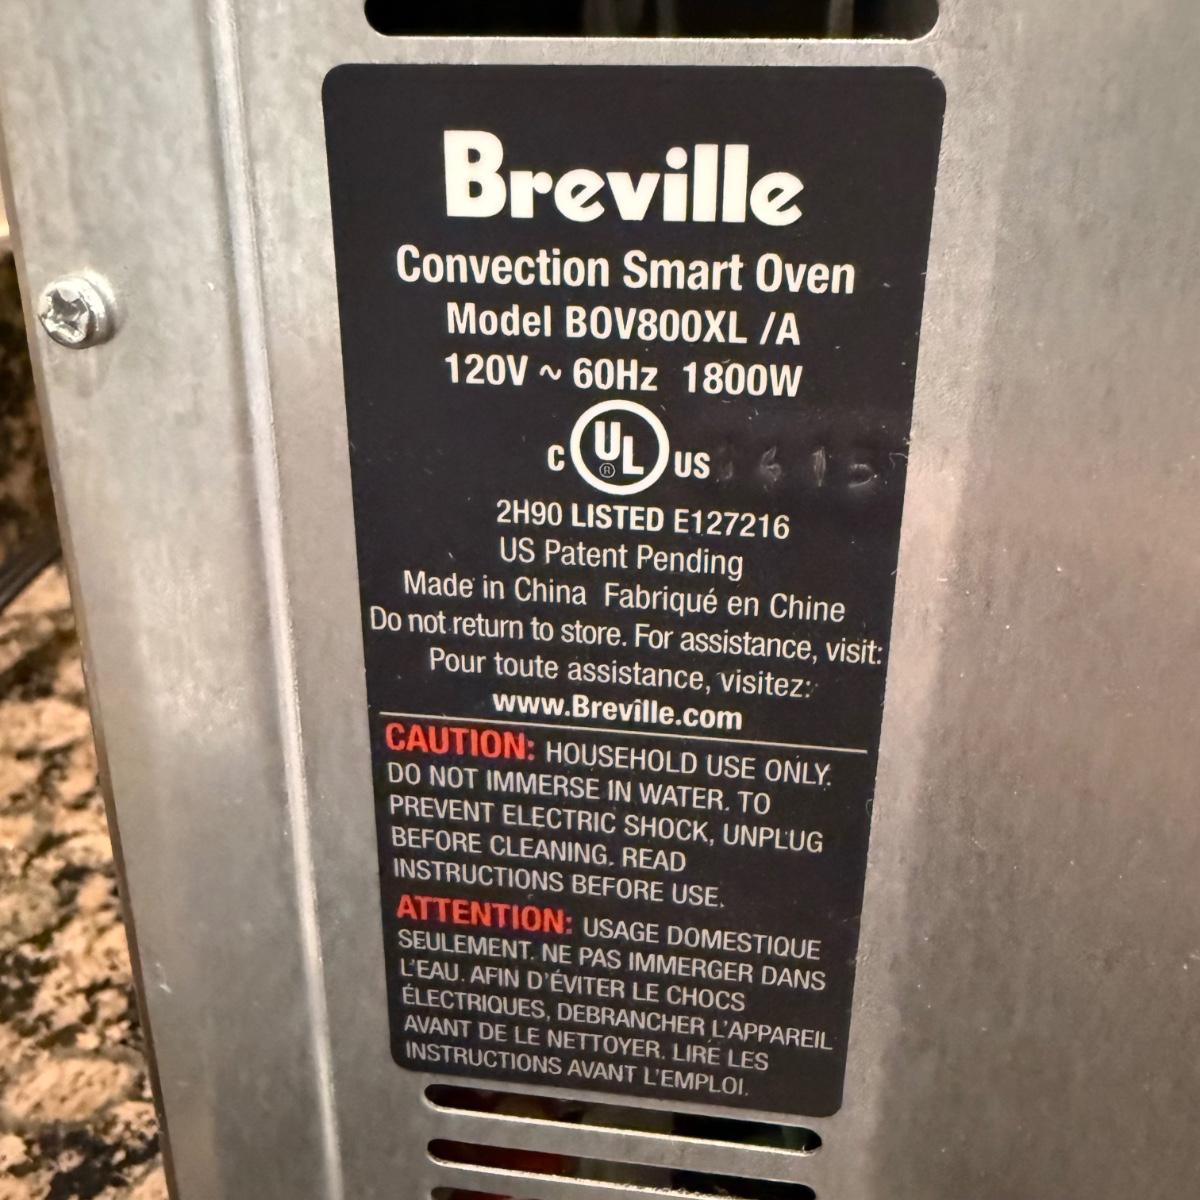 Breville
Convection Smart Oven
Model BOV800XL /A
120V ~ 60Hz 1800W
C UL® US
2H90 LISTED E127216
US Patent Pending
Made in China Fabriqué en Chine
Do not return to store. For assistance, visit:
Pour toute assistance, visitez:
www.Breville.com
CAUTION: HOUSEHOLD USE ONLY.
DO NOT IMMERSE IN WATER. TO
PREVENT ELECTRIC SHOCK, UNPLUG
BEFORE CLEANING. READ
INSTRUCTIONS BEFORE USE.
ATTENTION: USAGE DOMESTIQUE
SEULEMENT. NE PAS IMMERGER DANS
L'EAU. AFIN D'ÉVITER LE CHOCS
ÉLECTRIQUES, DEBRANCHER L'APPAREIL
AVANT DE LE NETTOYER. LIRE LES
INSTRUCTIONS AVANT L'EMPLOI.